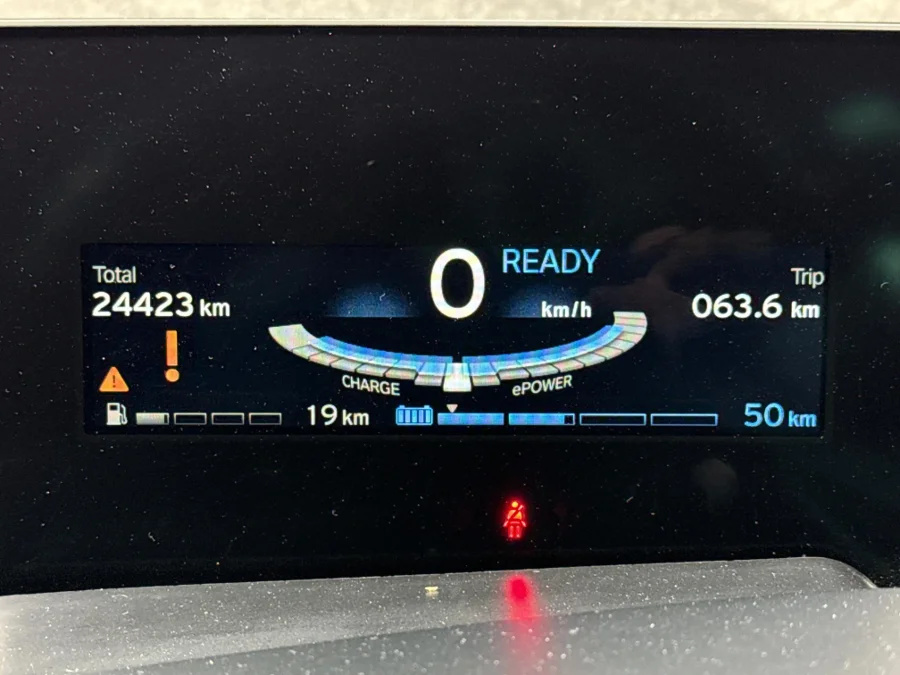 Total
24423 km
0 READY
km/h
Trip
063.6 km
CHARGE
ePOWER
19 km
50 km